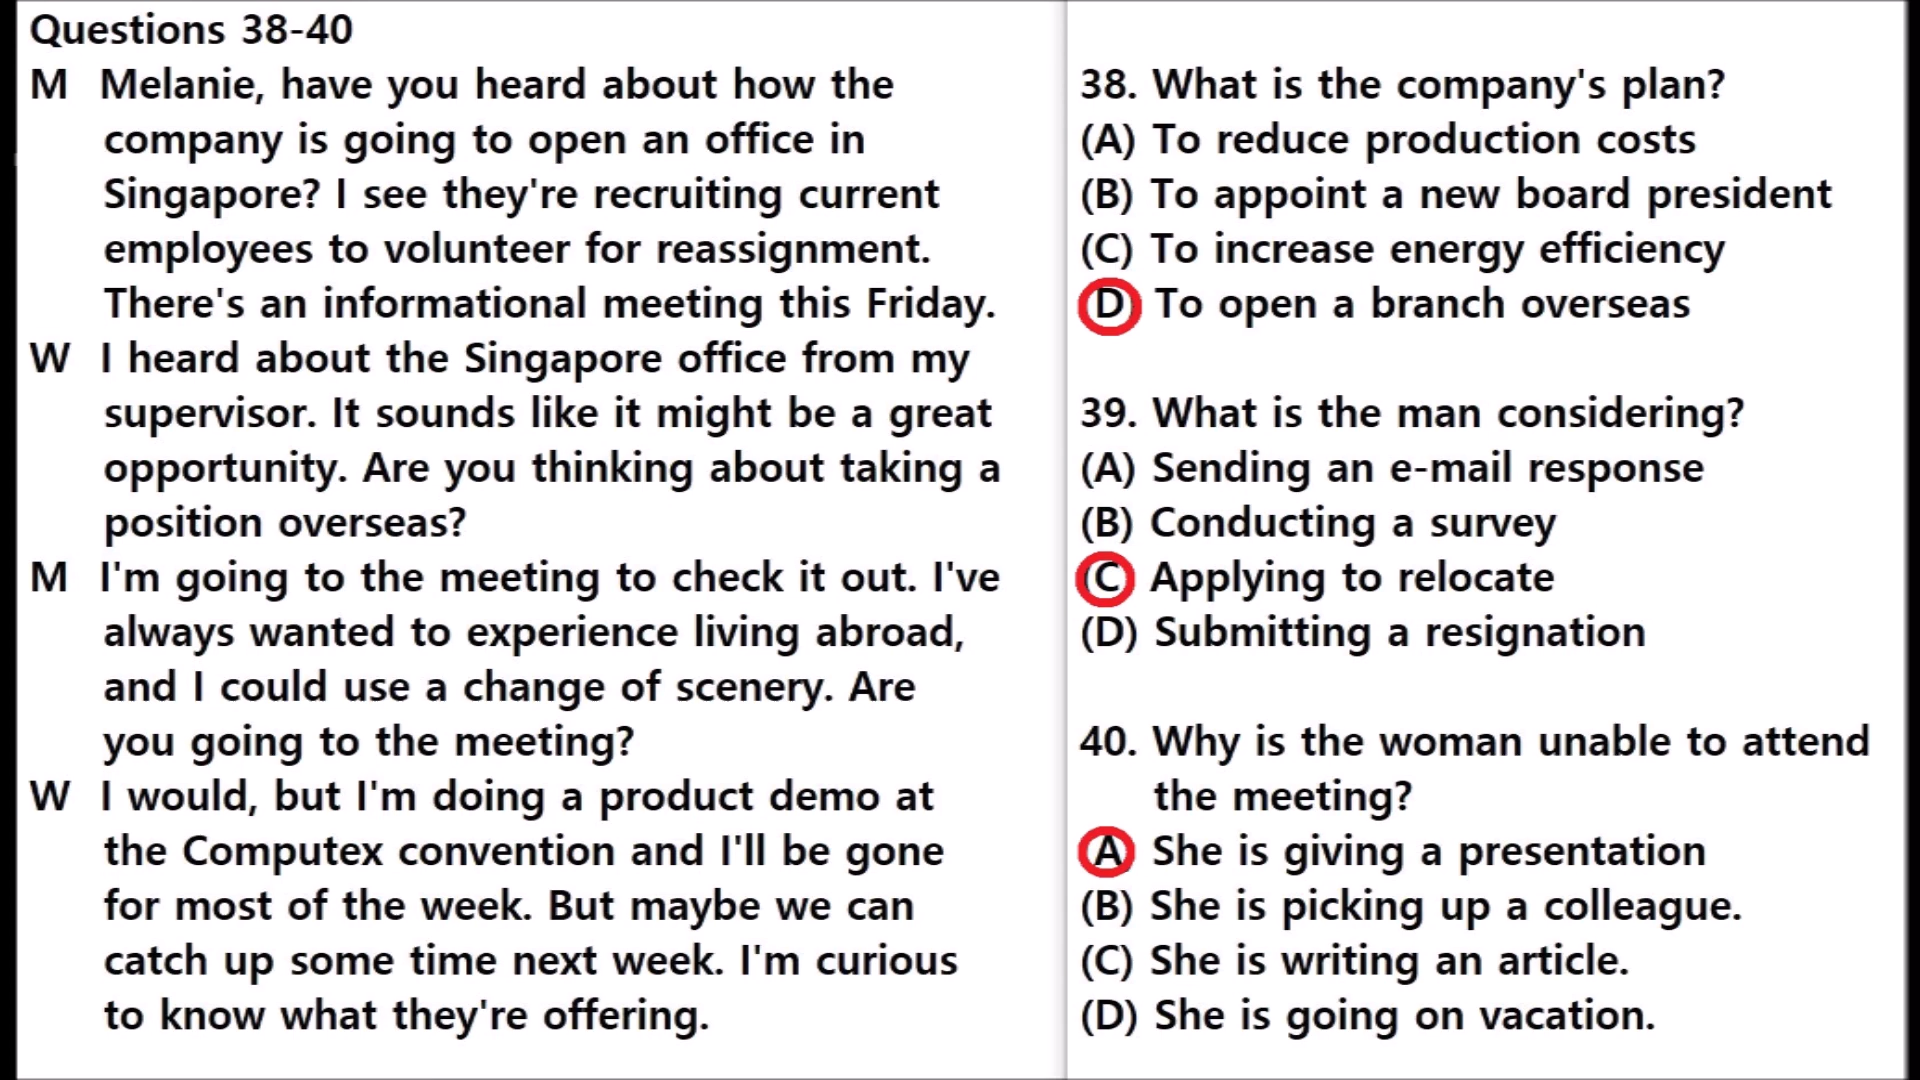 Questions 38-40
M Melanie, have you heard about how the
company is going to open an office in
Singapore? I see they're recruiting current
employees to volunteer for reassignment.
There's an informational meeting this Friday.
W I heard about the Singapore office from my
supervisor. It sounds like it might be a great
opportunity. Are you thinking about taking a
position overseas?
M I'm going to the meeting to check it out. I've
always wanted to experience living abroad,
and I could use a change of scenery. Are
you going to the meeting?
W I would, but I'm doing a product demo at
the Computex convention and I'll be gone
for most of the week. But maybe we can
catch up some time next week. I'm curious
to know what they're offering.
38. What is the company's plan?
(A) To reduce production costs
(B) To appoint a new board president
(C) To increase energy efficiency
(D) To open a branch overseas
39. What is the man considering?
(A) Sending an e-mail response
(B) Conducting a survey
(C) Applying to relocate
(D) Submitting a resignation
40. Why is the woman unable to attend
the meeting?
(A) She is giving a presentation
(B) She is picking up a colleague.
(C) She is writing an article.
(D) She is going on vacation.